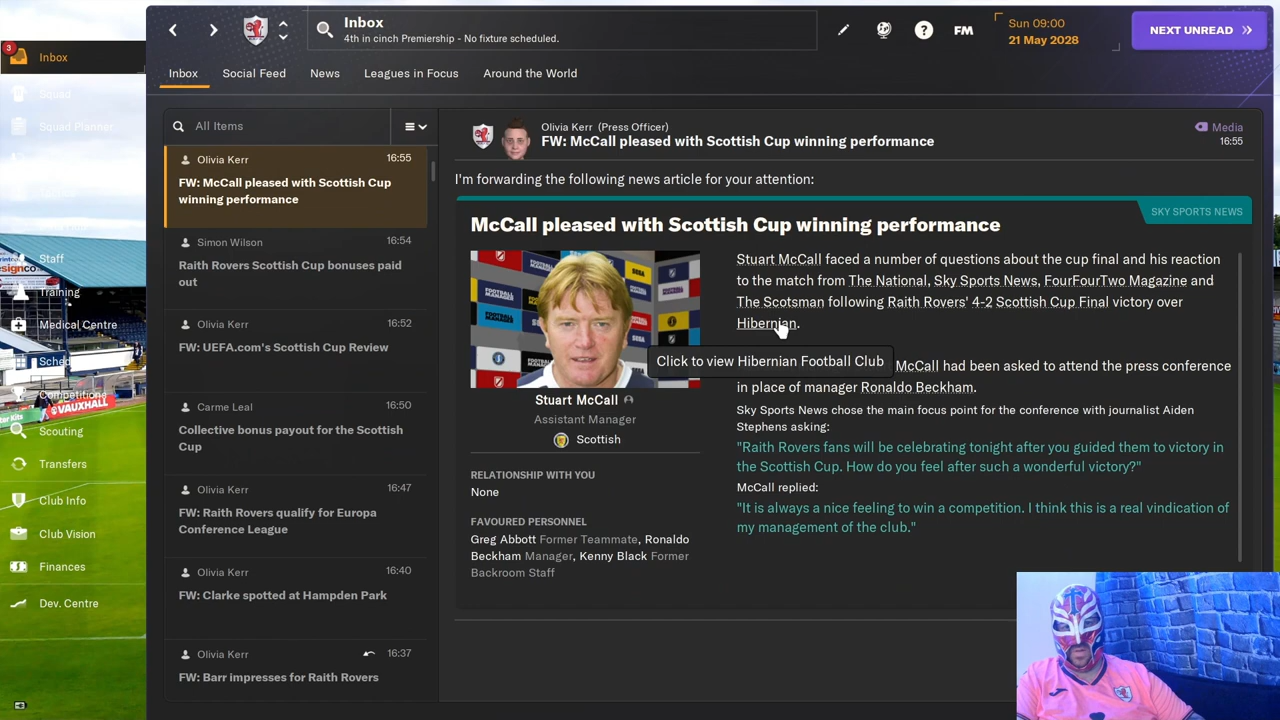 Inbox
4th in cinch Premiership - No fixture scheduled.
FM
Sun 09:00
21 May 2028
NEXT UNREAD
3
Inbox
Squad
Squad Planner
Staff
Training
Medical Centre
Sched
Competitions
Scouting
Transfers
Club Info
Club Vision
Finances
Dev. Centre
Inbox
Social Feed
News
Leagues in Focus
Around the World
All Items
Olivia Kerr
16:55
FW: McCall pleased with Scottish Cup
winning performance
Simon Wilson
16:54
Raith Rovers Scottish Cup bonuses paid
out
Olivia Kerr
16:52
FW: UEFA.com's Scottish Cup Review
Carme Leal
16:50
Collective bonus payout for the Scottish
Cup
Olivia Kerr
16:47
FW: Raith Rovers qualify for Europa
Conference League
Olivia Kerr
16:40
FW: Clarke spotted at Hampden Park
Olivia Kerr
16:37
FW: Barr impresses for Raith Rovers
Olivia Kerr (Press Officer)
FW: McCall pleased with Scottish Cup winning performance
Media
16:55
I'm forwarding the following news article for your attention:
SKY SPORTS NEWS
McCall pleased with Scottish Cup winning performance
Stuart McCall
Assistant Manager
Scottish
RELATIONSHIP WITH YOU
None
FAVOURED PERSONNEL
Greg Abbott Former Teammate, Ronaldo
Beckham Manager, Kenny Black Former
Backroom Staff
Stuart McCall faced a number of questions about the cup final and his reaction
to the match from The National, Sky Sports News, FourFourTwo Magazine and
The Scotsman following Raith Rovers' 4-2 Scottish Cup Final victory over
Hibernian.
Click to view Hibernian Football Club
McCall had been asked to attend the press conference
in place of manager Ronaldo Beckham.
Sky Sports News chose the main focus point for the conference with journalist Aiden
Stephens asking:
"Raith Rovers fans will be celebrating tonight after you guided them to victory in
the Scottish Cup. How do you feel after such a wonderful victory?"
McCall replied:
"It is always a nice feeling to win a competition. I think this is a real vindication of
my management of the club."
VAUXHALL